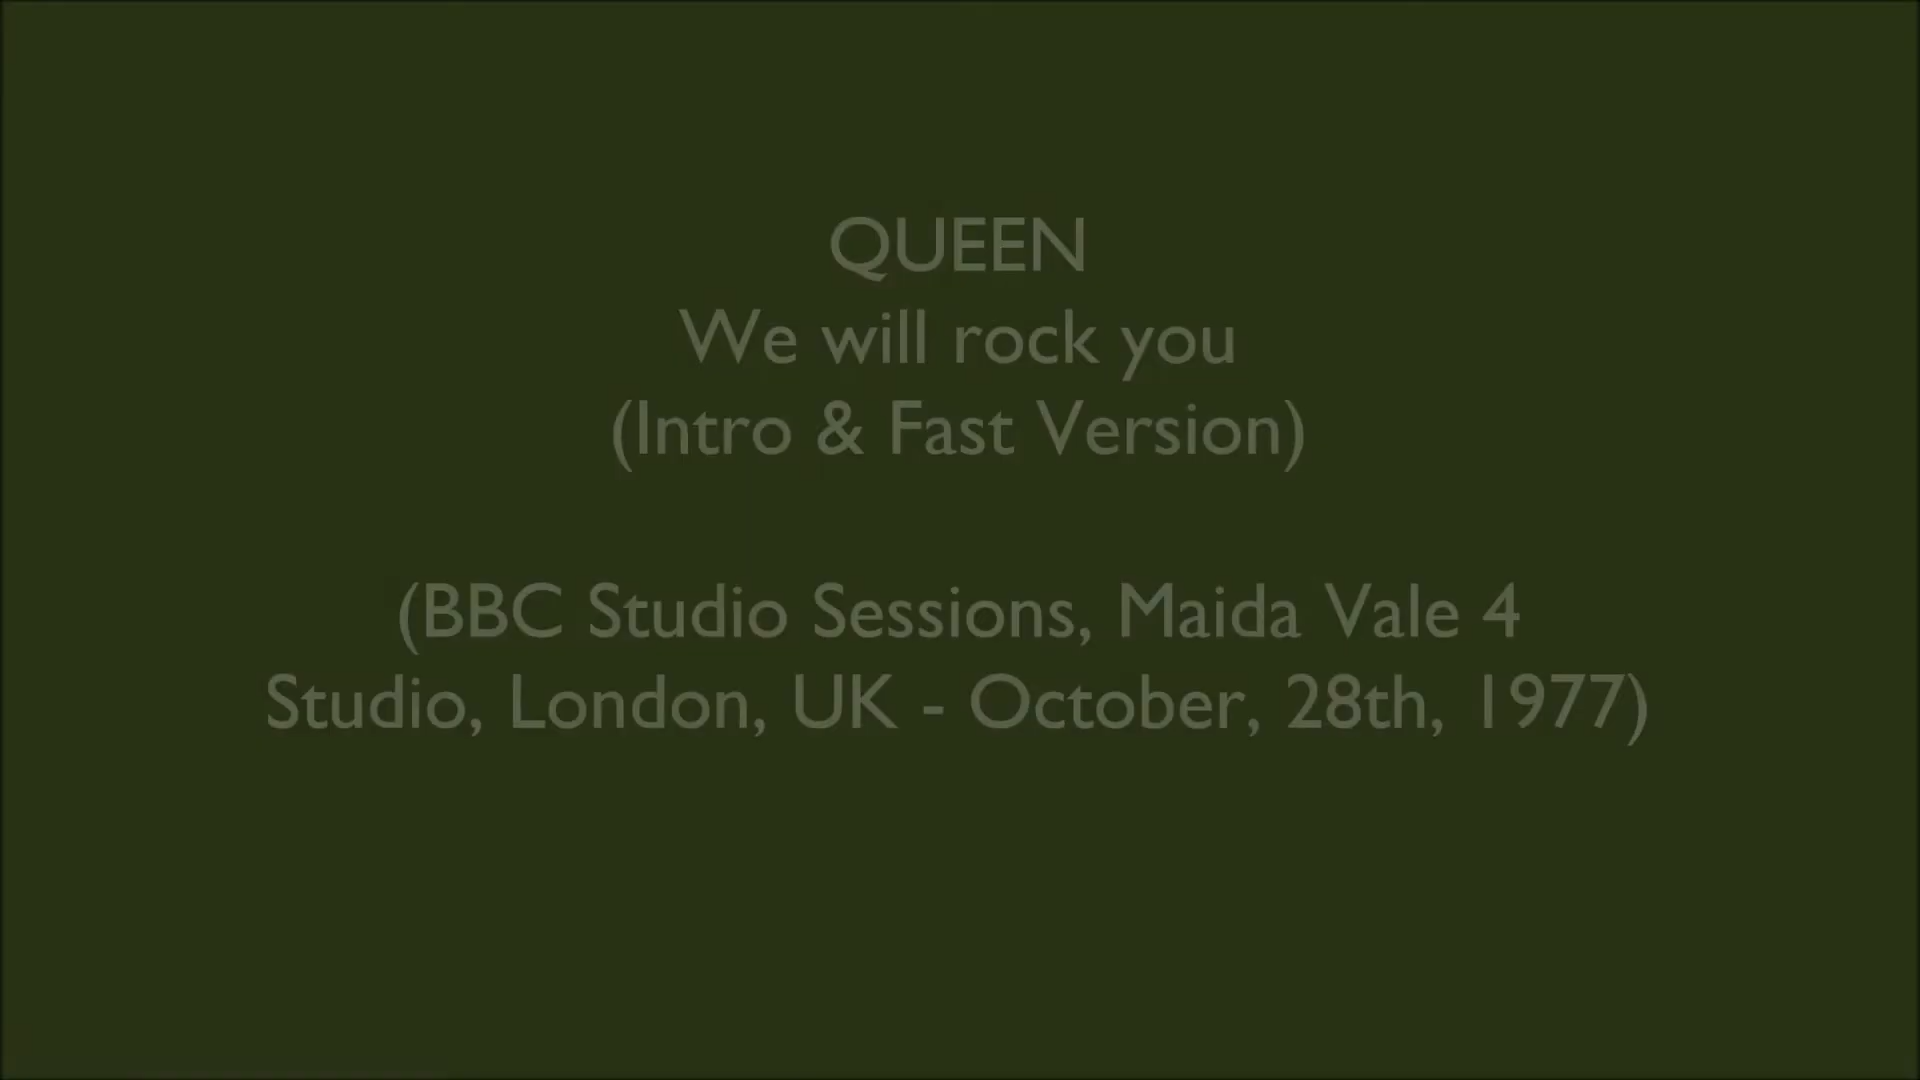 QUEEN
We will rock you
(Intro & Fast Version)
(BBC Studio Sessions, Maida Vale 4
Studio, London, UK - October, 28th, 1977)